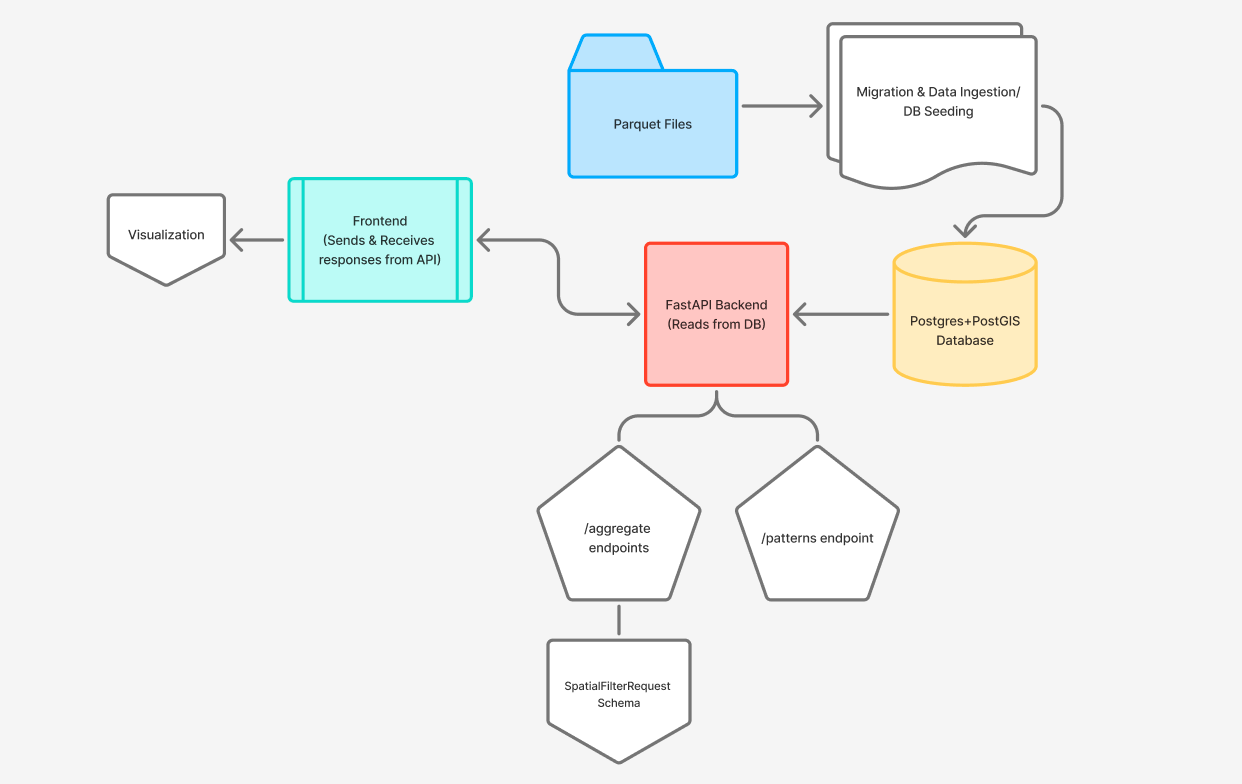 Migration & Data Ingestion/
DB Seeding
Parquet Files
Visualization
Frontend
(Sends & Receives
responses from API)
FastAPI Backend
(Reads from DB)
Postgres+PostGIS
Database
/aggregate
endpoints
/patterns endpoint
SpatialFilterRequest
Schema